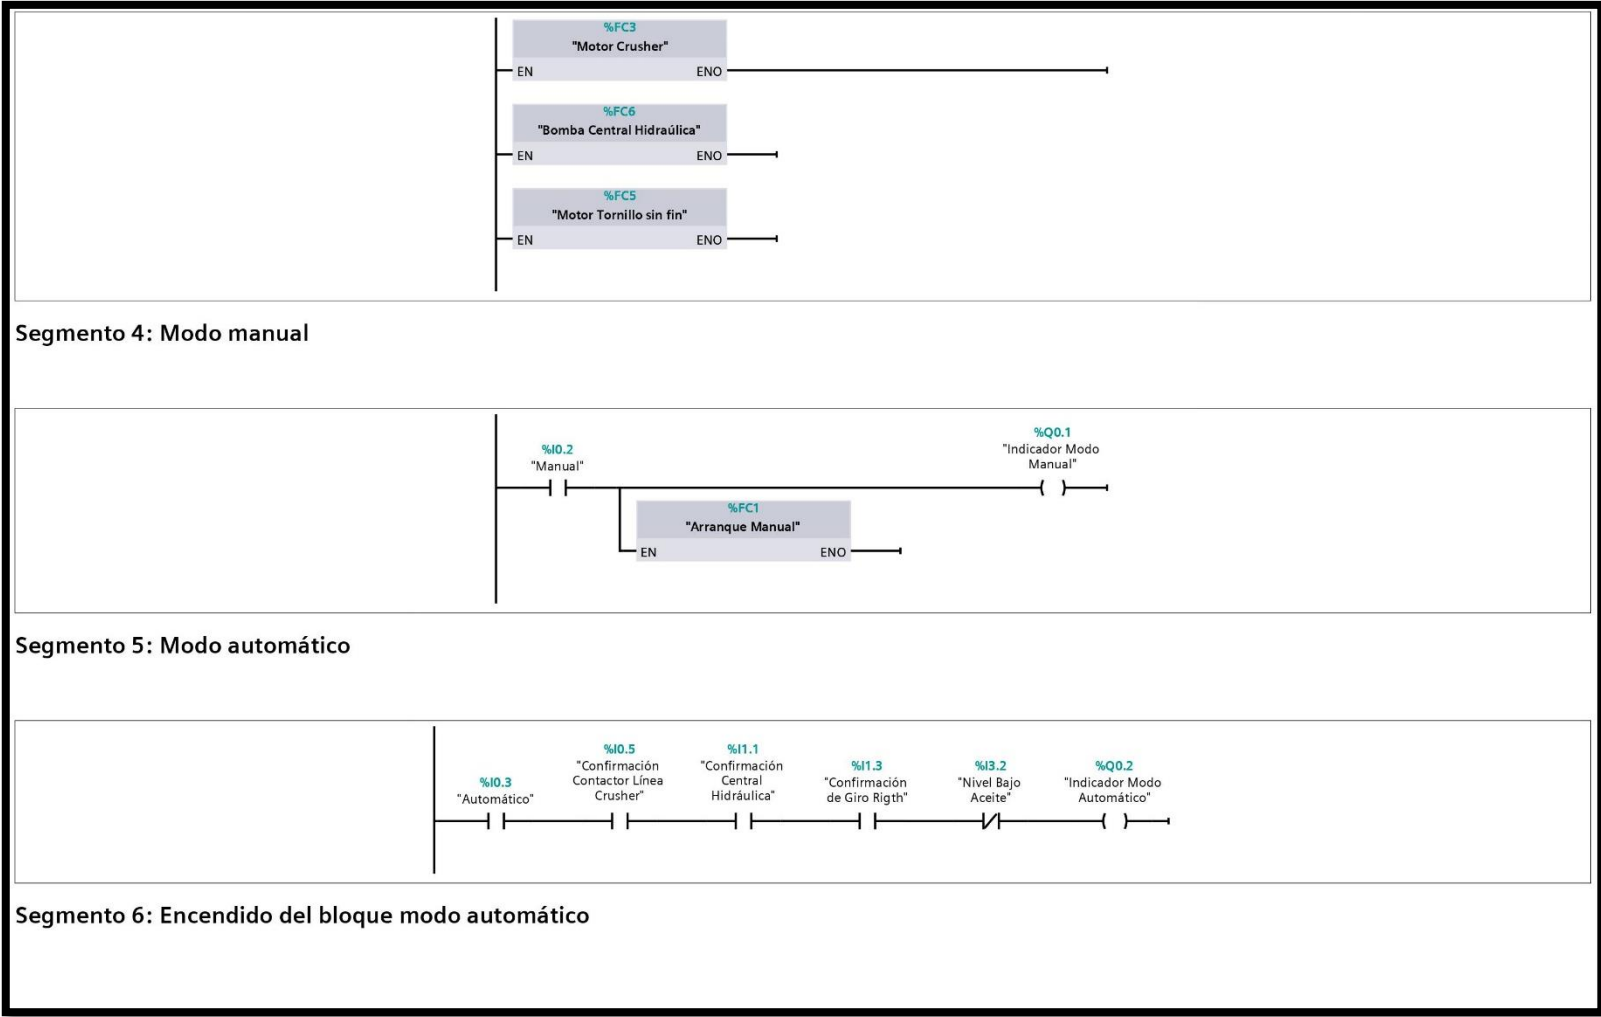 %FC3
"Motor Crusher"
EN ENO
%FC6
"Bomba Central Hidraúlica"
EN ENO
%FC5
"Motor Tornillo sin fin"
EN ENO
Segmento 4: Modo manual
%I0.2
"Manual"
%Q0.1
"Indicador Modo
Manual"
%FC1
"Arranque Manual"
EN ENO
Segmento 5: Modo automático
%I0.3
"Automático"
%I0.5
"Confirmación
Contactor Línea
Crusher"
%I1.1
"Confirmación
Central
Hidráulica"
%I1.3
"Confirmación
de Giro Rigth"
%I3.2
"Nivel Bajo
Aceite"
%Q0.2
"Indicador Modo
Automático"
Segmento 6: Encendido del bloque modo automático